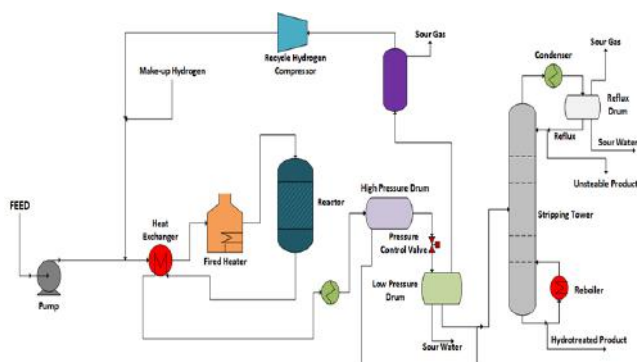 Sour Gas
Condenser
Sour Gas
Recycle Hydrogen
Compressor
Make-up Hydrogen
Reflux
Drum
Reflux
Sour Water
Unsteable Product
Reactor
High Pressure Drum
FEED
Heat
Exchanger
Stripping Tower
Fired Heater
Pressure
Control Valve
Low Pressure
Drum
Reboiler
Pump
Sour Water
Hydrotreated Product